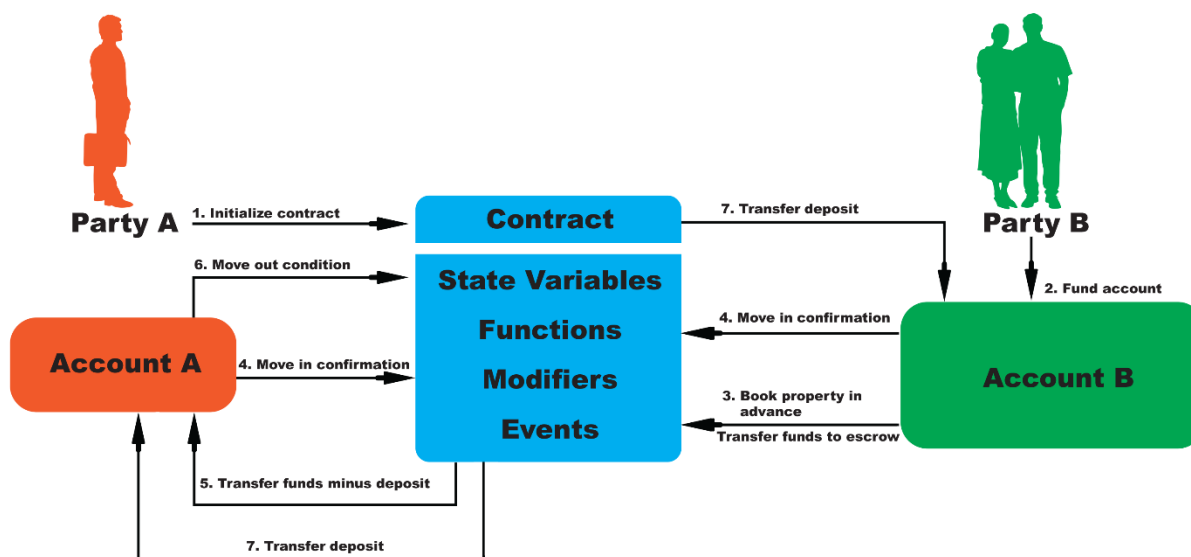 Party A
1. Initialize contract
Contract
7. Transfer deposit
Party B
6. Move out condition
State Variables
2. Fund account
Functions
4. Move in confirmation
Account A
4. Move in confirmation
Modifiers
Account B
3. Book property in
advance
Events
Transfer funds to escrow
5. Transfer funds minus deposit
7. Transfer deposit